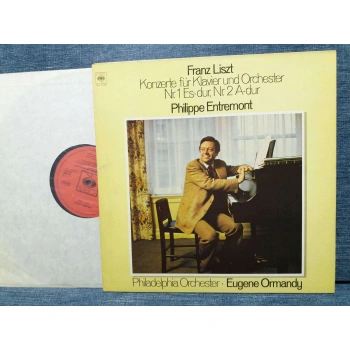 CBS
Franz Liszt
Konzerte für Klavier und Orchester
Nr. 1 Es-dur, Nr. 2 A-dur
Philippe Entremont
Philadelphia Orchester · Eugene Ormandy